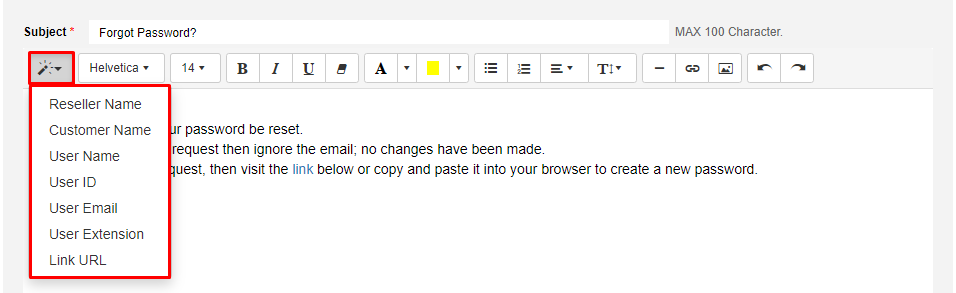 Subject * Forgot Password? MAX 100 Character.
Helvetica 14 B I U A T
Reseller Name
Customer Name
User Name
User ID
User Email
User Extension
Link URL
ur password be reset.
request then ignore the email; no changes have been made.
quest, then visit the link below or copy and paste it into your browser to create a new password.